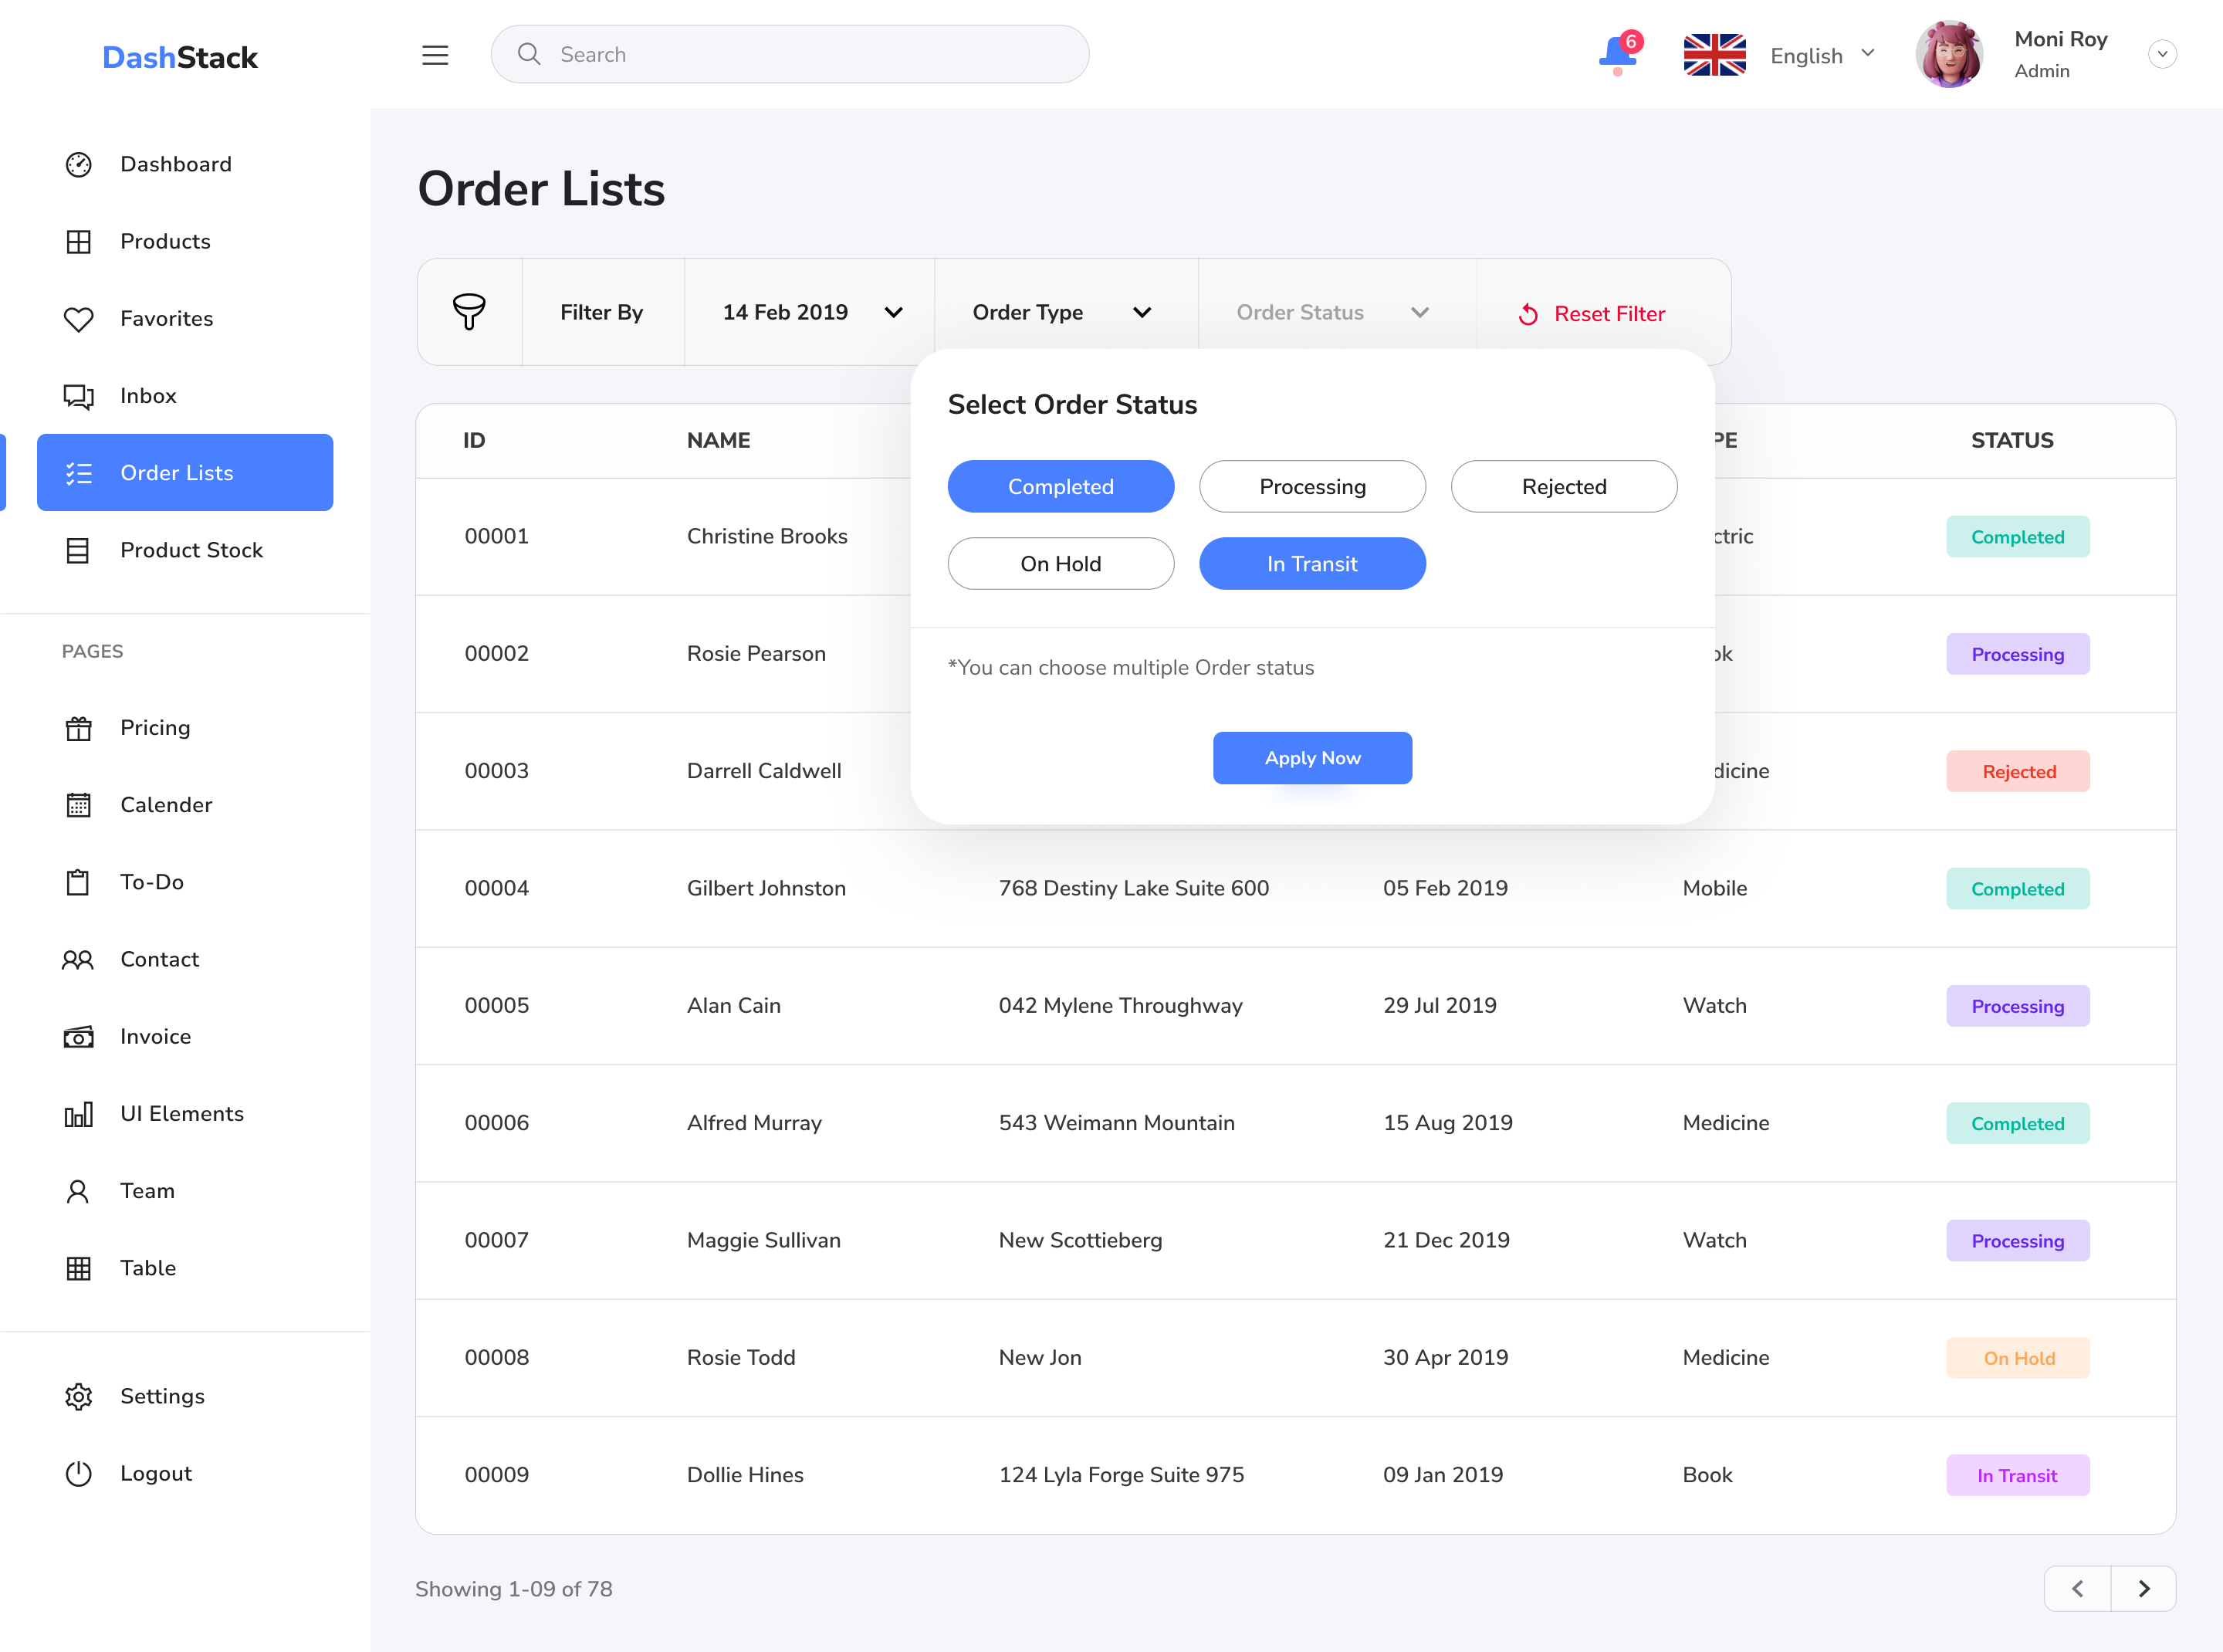 DashStack
Search
6
English
Moni Roy
Admin
Dashboard
Products
Favorites
Inbox
Order Lists
Product Stock
PAGES
Pricing
Calender
To-Do
Contact
Invoice
UI Elements
Team
Table
Settings
Logout
Order Lists
Filter By
14 Feb 2019
Order Type
Order Status
Reset Filter
Select Order Status
Completed
Processing
Rejected
On Hold
In Transit
*You can choose multiple Order status
Apply Now
ID NAME PE STATUS
00001 Christine Brooks ctric Completed
00002 Rosie Pearson ok Processing
00003 Darrell Caldwell dicine Rejected
00004 Gilbert Johnston 768 Destiny Lake Suite 600 05 Feb 2019 Mobile Completed
00005 Alan Cain 042 Mylene Throughway 29 Jul 2019 Watch Processing
00006 Alfred Murray 543 Weimann Mountain 15 Aug 2019 Medicine Completed
00007 Maggie Sullivan New Scottieberg 21 Dec 2019 Watch Processing
00008 Rosie Todd New Jon 30 Apr 2019 Medicine On Hold
00009 Dollie Hines 124 Lyla Forge Suite 975 09 Jan 2019 Book In Transit
Showing 1-09 of 78